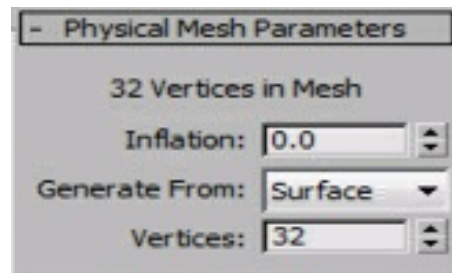 - Physical Mesh Parameters
32 Vertices in Mesh
Inflation: 0.0
Generate From: Surface
Vertices: 32